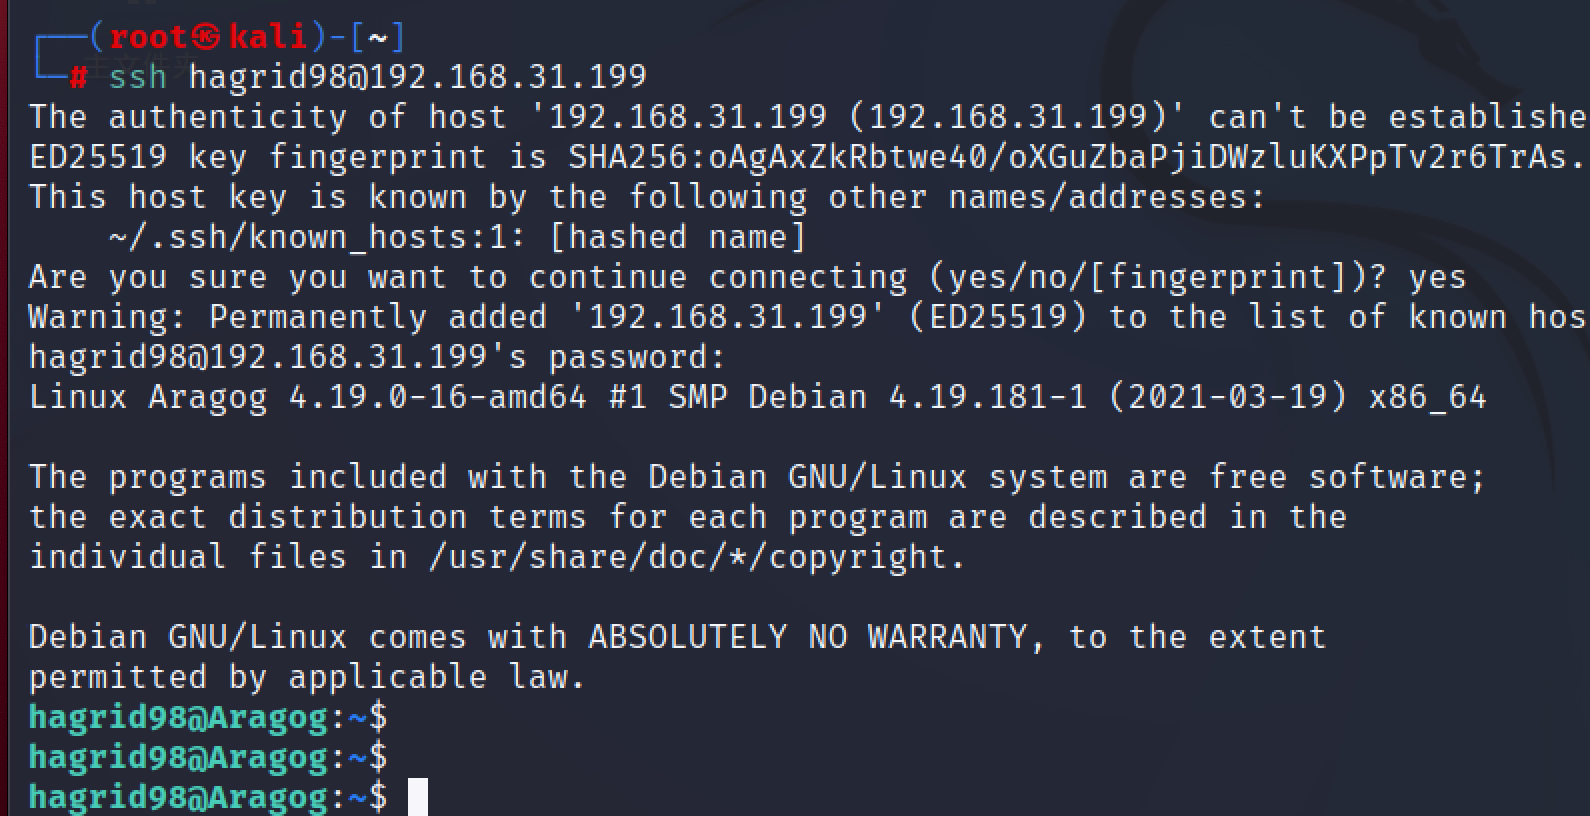 ┌──(root㉿kali)-[~]
└─# ssh hagrid98@192.168.31.199
The authenticity of host '192.168.31.199 (192.168.31.199)' can't be establishe
ED25519 key fingerprint is SHA256:oAgAxZkRbtwe40/oXGuZbaPjiDWzluKXPpTv2r6TrAs.
This host key is known by the following other names/addresses:
    ~/.ssh/known_hosts:1: [hashed name]
Are you sure you want to continue connecting (yes/no/[fingerprint])? yes
Warning: Permanently added '192.168.31.199' (ED25519) to the list of known hos
hagrid98@192.168.31.199's password:
Linux Aragog 4.19.0-16-amd64 #1 SMP Debian 4.19.181-1 (2021-03-19) x86_64

The programs included with the Debian GNU/Linux system are free software;
the exact distribution terms for each program are described in the
individual files in /usr/share/doc/*/copyright.

Debian GNU/Linux comes with ABSOLUTELY NO WARRANTY, to the extent
permitted by applicable law.
hagrid98@Aragog:~$
hagrid98@Aragog:~$
hagrid98@Aragog:~$